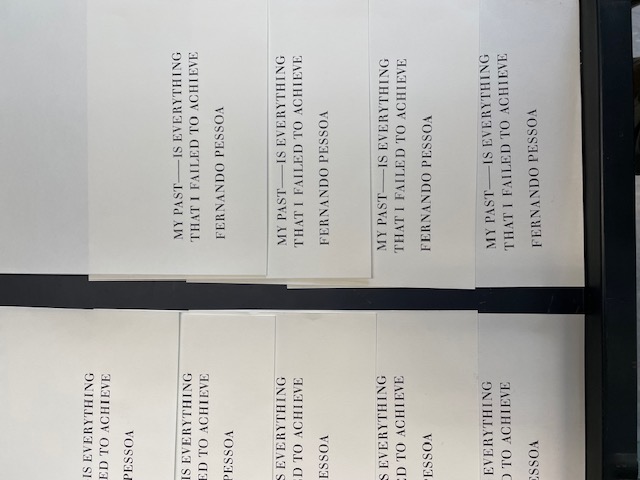 IS EVERYTHING
ED TO ACHIEVE
PESSOA
IS EVERYTHING
ED TO ACHIEVE
PESSOA
S EVERYTHING
ED TO ACHIEVE
ESSOA
S EVERYTHING
ED TO ACHIEVE
PESSOA
EVERYTHING
D TO ACHIEVE
ESSOA
MY PAST——IS EVERYTHING
THAT I FAILED TO ACHIEVE
FERNANDO PESSOA
MY PAST——IS EVERYTHING
THAT I FAILED TO ACHIEVE
FERNANDO PESSOA
MY PAST——IS EVERYTHING
THAT I FAILED TO ACHIEVE
FERNANDO PESSOA
MY PAST——IS EVERYTHING
THAT I FAILED TO ACHIEVE
FERNANDO PESSOA